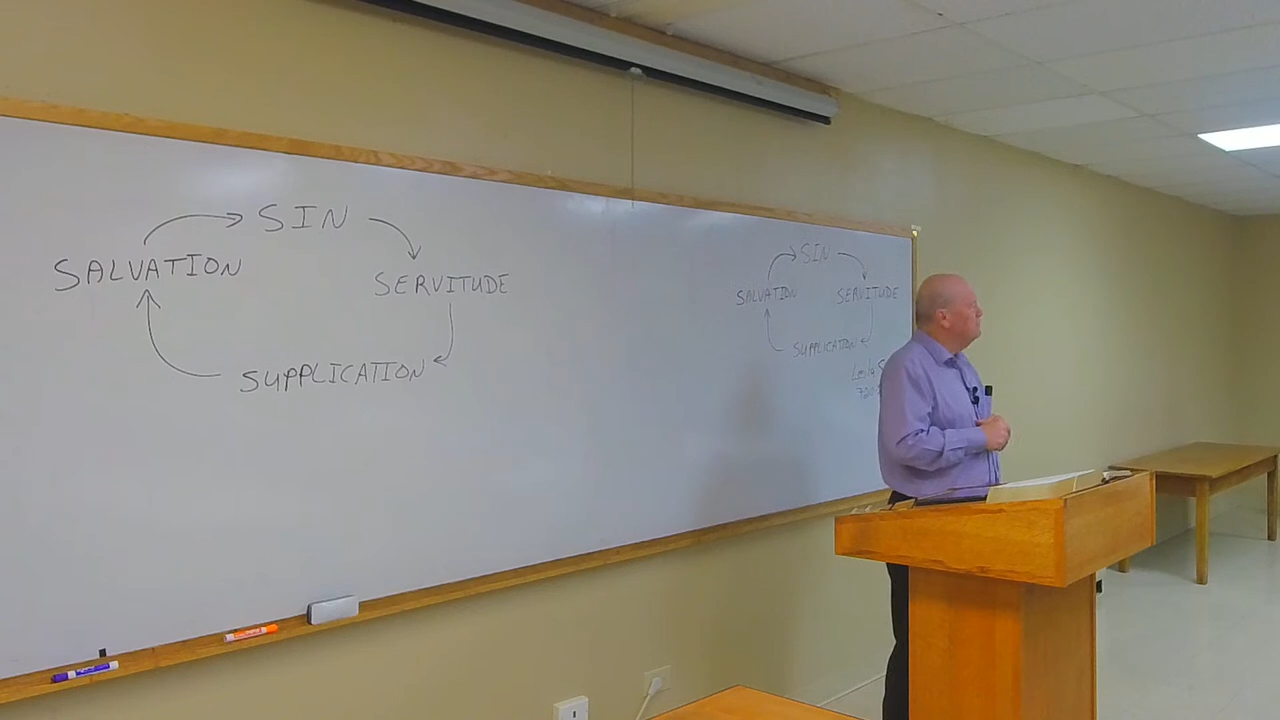 SIN
SALVATION
SERVITUDE
SUPPLICATION
SIN
SALVATION
SERVITUDE
SUPPLICATION